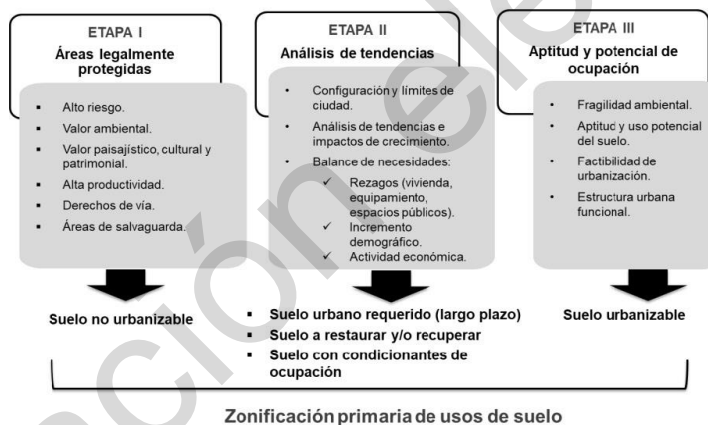 ETAPA I
Áreas legalmente
protegidas
Alto riesgo.
Valor ambiental.
Valor paisajístico, cultural y
patrimonial.
Alta productividad.
Derechos de vía.
Áreas de salvaguarda.
Suelo no urbanizable
ETAPA II
Análisis de tendencias
Configuración y límites de
ciudad.
Análisis de tendencias e
impactos de crecimiento.
Balance de necesidades:
Rezagos (vivienda,
equipamiento,
espacios públicos).
Incremento
demográfico.
Actividad económica.
Suelo urbano requerido (largo plazo)
Suelo a restaurar y/o recuperar
Suelo con condicionantes de
ocupación
ETAPA III
Aptitud y potencial de
ocupación
Fragilidad ambiental.
Aptitud y uso potencial
del suelo.
Factibilidad de
urbanización.
Estructura urbana
funcional.
Suelo urbanizable
Zonificación primaria de usos de suelo